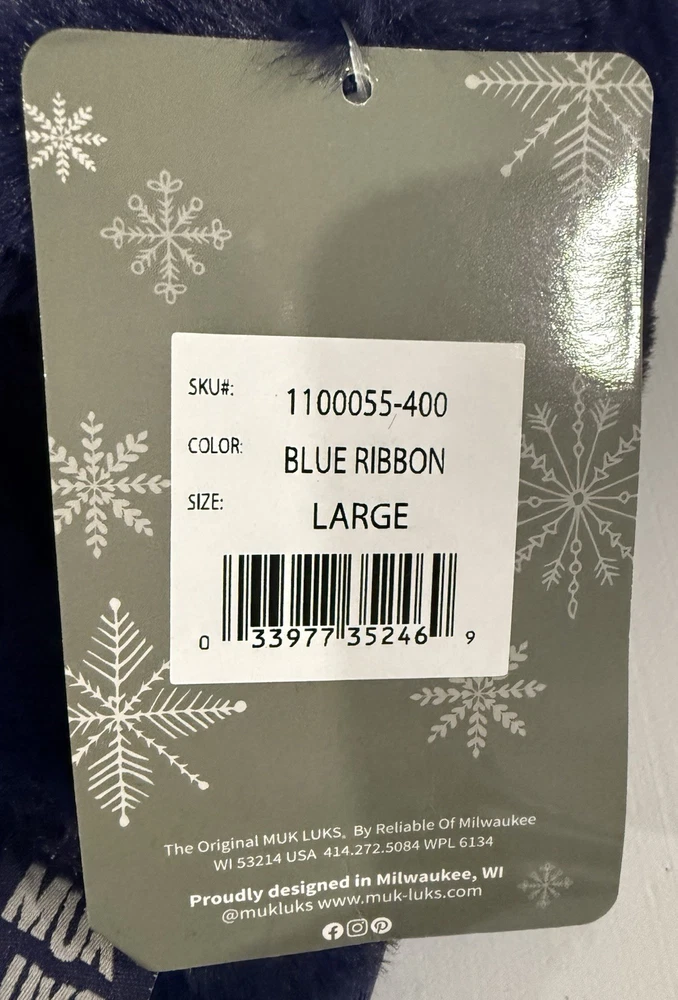 SKU#: 1100055-400
COLOR: BLUE RIBBON
SIZE: LARGE
0 33977 35246 9
The Original MUK LUKS® By Reliable Of Milwaukee
WI 53214 USA 414.272.5084 WPL 6134
Proudly designed in Milwaukee, WI
@mukluks www.muk-luks.com
MUK